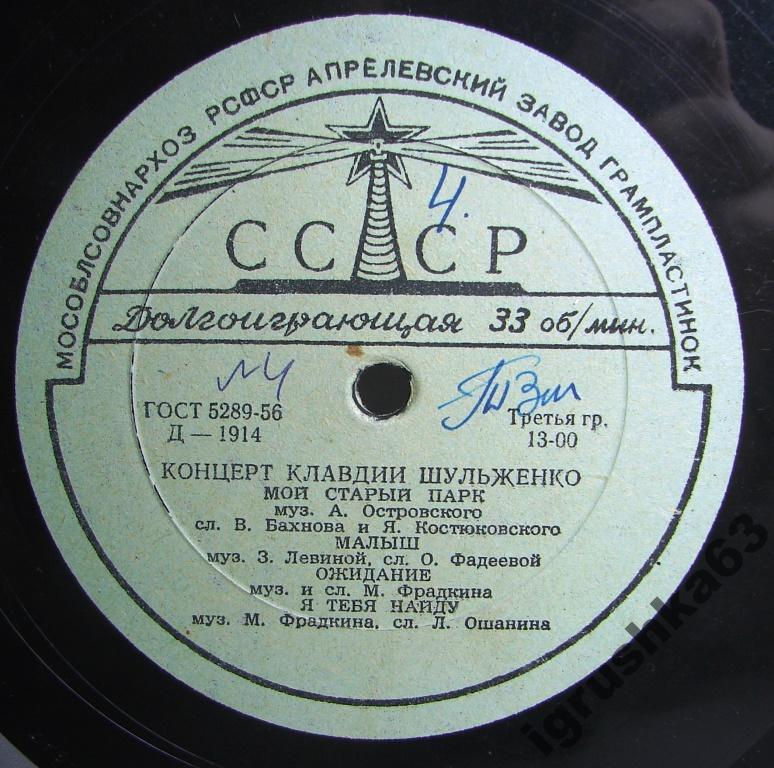 МОСОБЛСОВНАРХОЗ РСФСР АПРЕЛЕВСКИЙ ЗАВОД ГРАМПЛАСТИНОК
4.
СССР
Долгоиграющая 33 об/мин.
ГОСТ 5289-56
Д — 1914
Третья гр.
13-00
КОНЦЕРТ КЛАВДИИ ШУЛЬЖЕНКО
МОЙ СТАРЫЙ ПАРК
муз. А. Островского
сл. В. Бахнова и Я. Костюковского
МАЛЫШ
муз. З. Левиной, сл. О. Фадеевой
ОЖИДАНИЕ
муз. и сл. М. Фрадкина
Я ТЕБЯ НАЙДУ
муз. М. Фрадкина, сл. Л. Ошанина
igrushka63